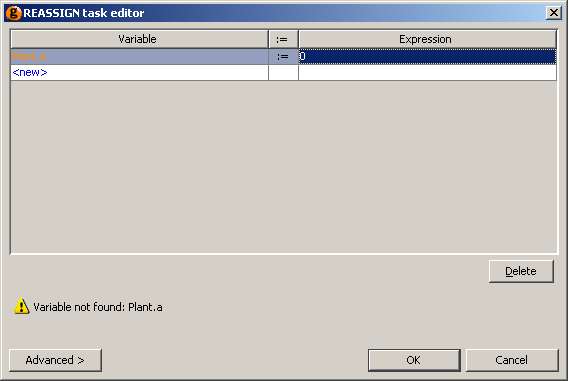 REASSIGN task editor
Variable := Expression
Plant.a := 0
<new>
Delete
Variable not found: Plant.a
Advanced > OK Cancel